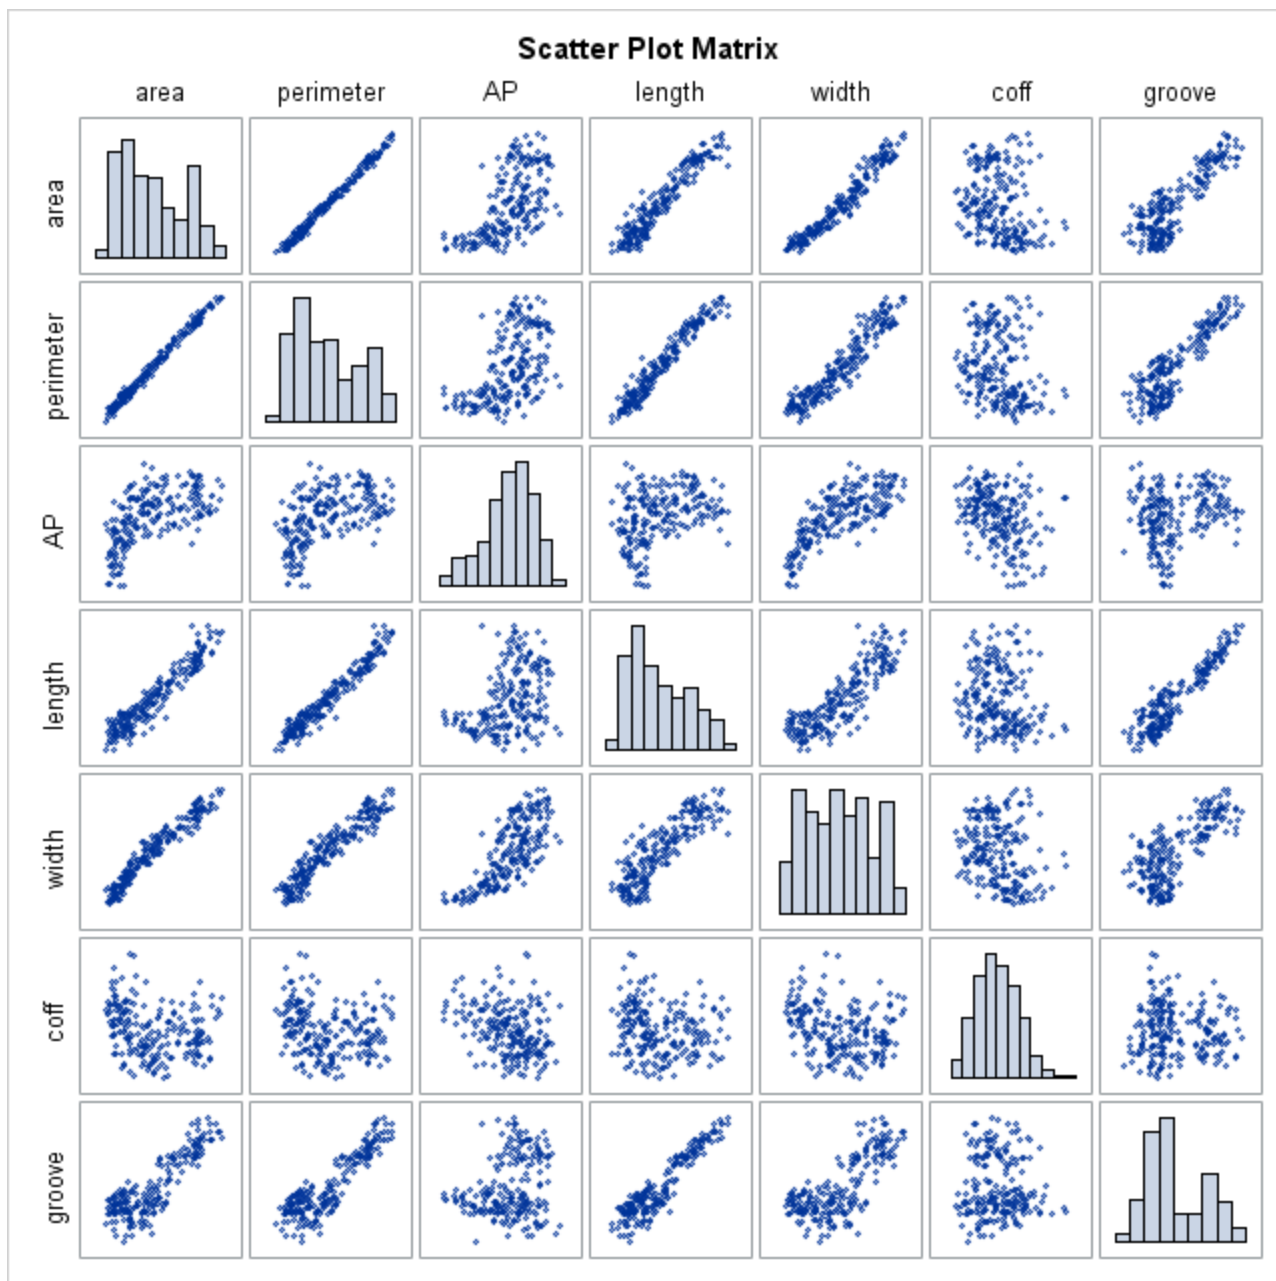 Scatter Plot Matrix
area perimeter AP length width coff groove
area
perimeter
AP
length
width
coff
groove